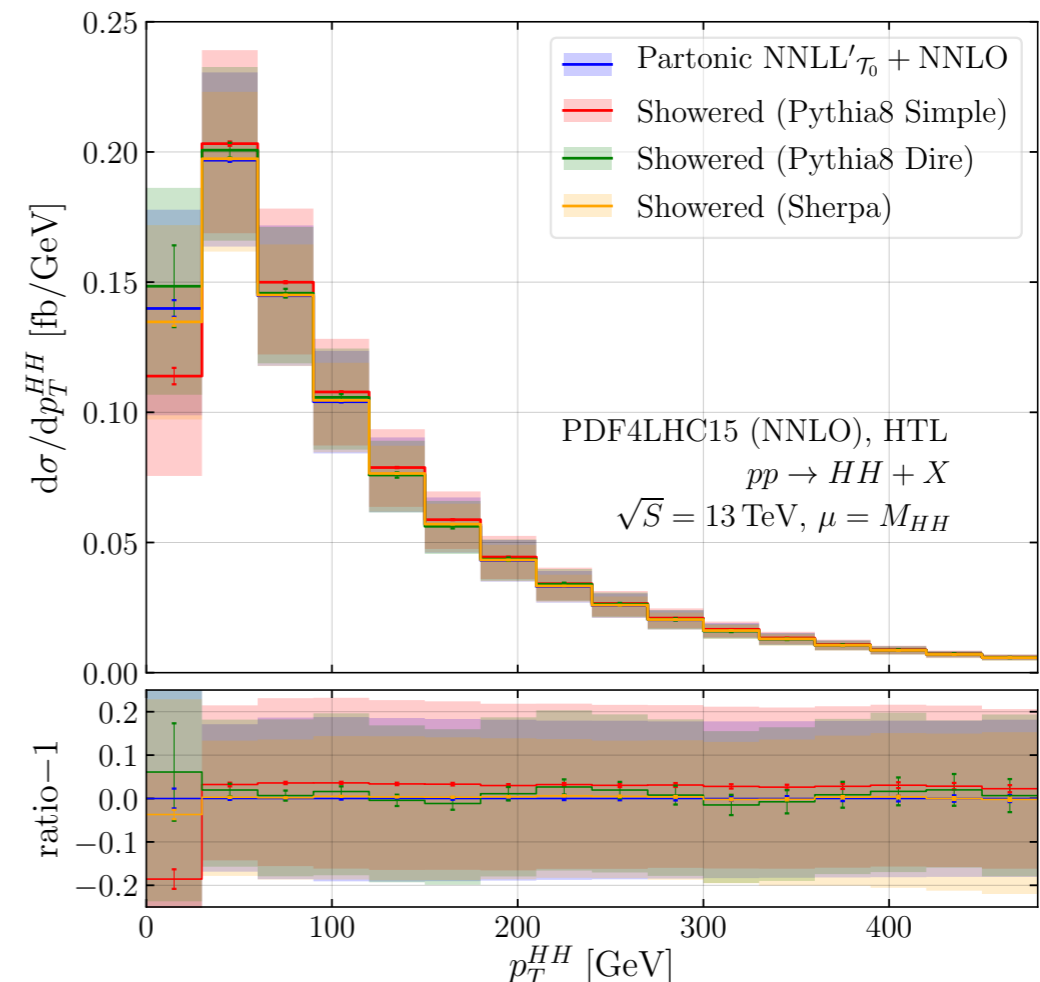 0.25
0.20
0.15
0.10
0.05
0.00
dσ/dp_T^{HH} [fb/GeV]
Partonic NNLL′_{𝒯₀} + NNLO
Showered (Pythia8 Simple)
Showered (Pythia8 Dire)
Showered (Sherpa)
PDF4LHC15 (NNLO), HTL
pp → HH + X
√S = 13 TeV, μ = M_{HH}
0.2
0.1
0.0
−0.1
−0.2
ratio−1
0 100 200 300 400
p_T^{HH} [GeV]